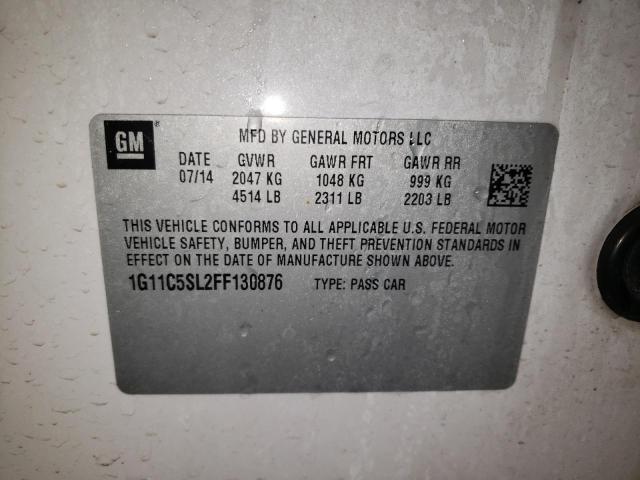 GM ® MFD BY GENERAL MOTORS LLC
DATE GVWR GAWR FRT GAWR RR
07/14 2047 KG 1048 KG 999 KG
4514 LB 2311 LB 2203 LB
THIS VEHICLE CONFORMS TO ALL APPLICABLE U.S. FEDERAL MOTOR
VEHICLE SAFETY, BUMPER, AND THEFT PREVENTION STANDARDS IN
EFFECT ON THE DATE OF MANUFACTURE SHOWN ABOVE.
1G11C5SL2FF130876 TYPE: PASS CAR